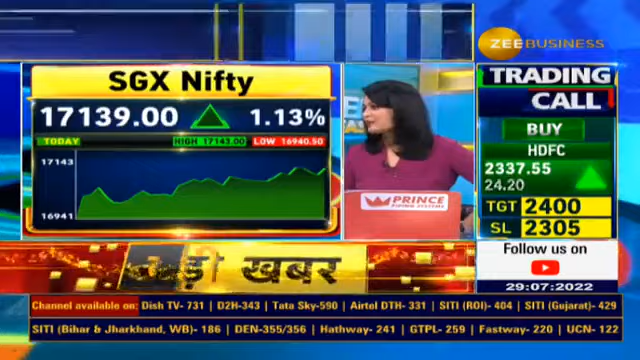 ZEEBUSINESS
SGX Nifty
17139.00 1.13%
TODAY HIGH 17143.00 LOW 16940.50
17143
16941
TRADING
CALL
BUY
HDFC
2337.55
24.20
TGT 2400
SL 2305
PRINCE
PIPING SYSTEMS
खबर
Follow us on
29:07:2022
Channel available on: Dish TV- 731 | D2H-343 | Tata Sky-590 | Airtel DTH- 331 | SITI (ROI)- 404 | SITI (Gujarat)- 429
SITI (Bihar & Jharkhand, WB)- 186 | DEN-355/356 | Hathway- 241 | GTPL- 259 | Fastway- 220 | UCN- 122